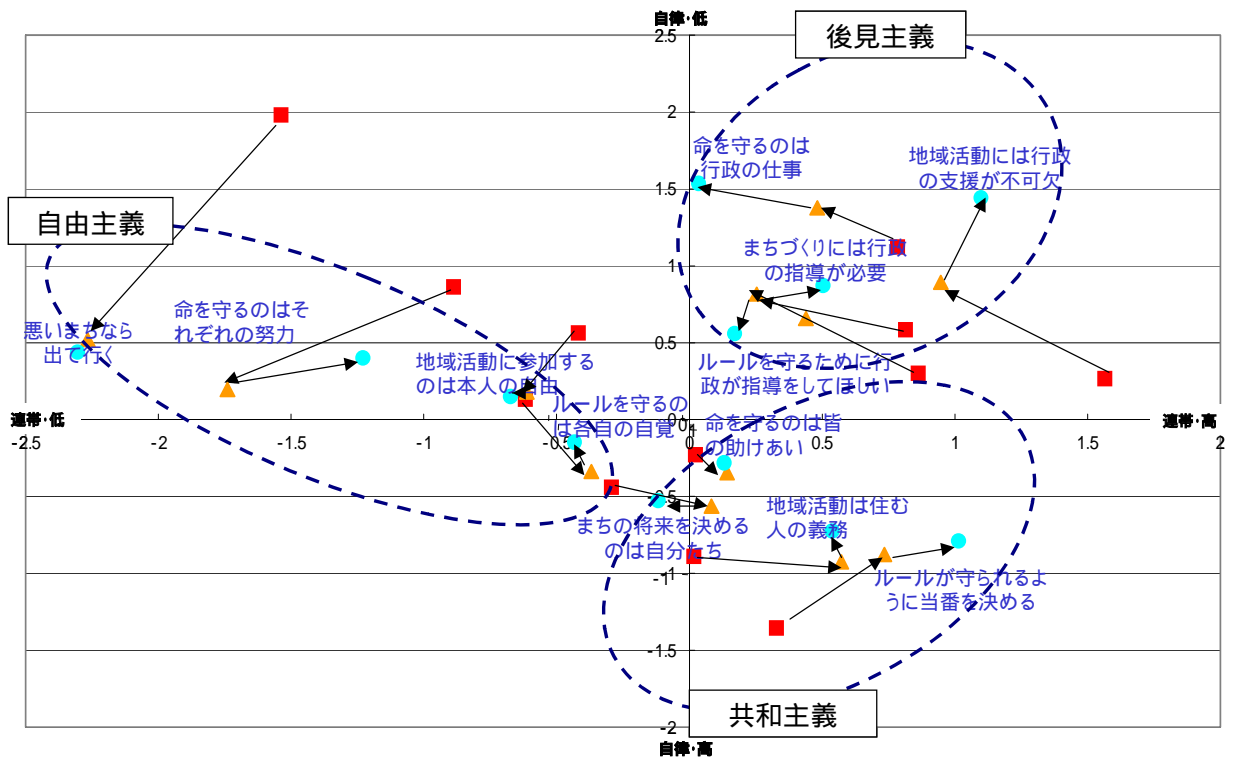 自律・低
2.5
後見主義
2
命を守るのは
行政の仕事
地域活動には行政
の支援が不可欠
1.5
自由主義
まちづくりには行政
の指導が必要
1
命を守るのはそ
れぞれの努力
悪いまちなら
出て行く
0.5
地域活動に参加する
のは本人の自由
ルールを守るために行
政が指導をしてほしい
ルールを守るの
は各自の自覚
命を守るのは皆
の助けあい
連帯・低
0
連帯・高
-2.5
-2
-1.5
-1
-0.5
0
0.5
1
1.5
2
-0.5
まちの将来を決める
のは自分たち
地域活動は住む
人の義務
-1
ルールが守られるよ
うに当番を決める
-1.5
共和主義
-2
自律・高